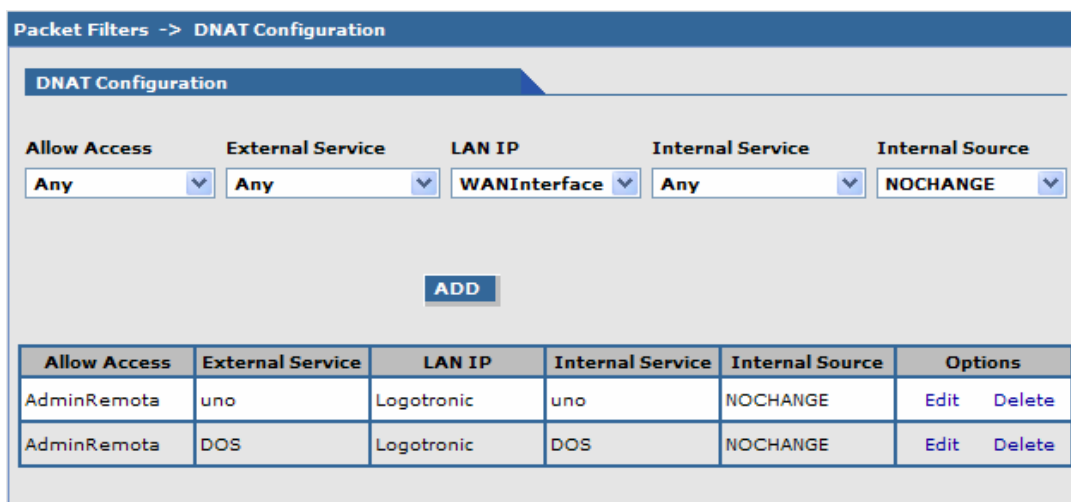 Packet Filters -> DNAT Configuration
DNAT Configuration
Allow Access External Service LAN IP Internal Service Internal Source
Any Any WANInterface Any NOCHANGE
ADD
Allow Access External Service LAN IP Internal Service Internal Source Options
AdminRemota uno Logotronic uno NOCHANGE Edit Delete
AdminRemota DOS Logotronic DOS NOCHANGE Edit Delete